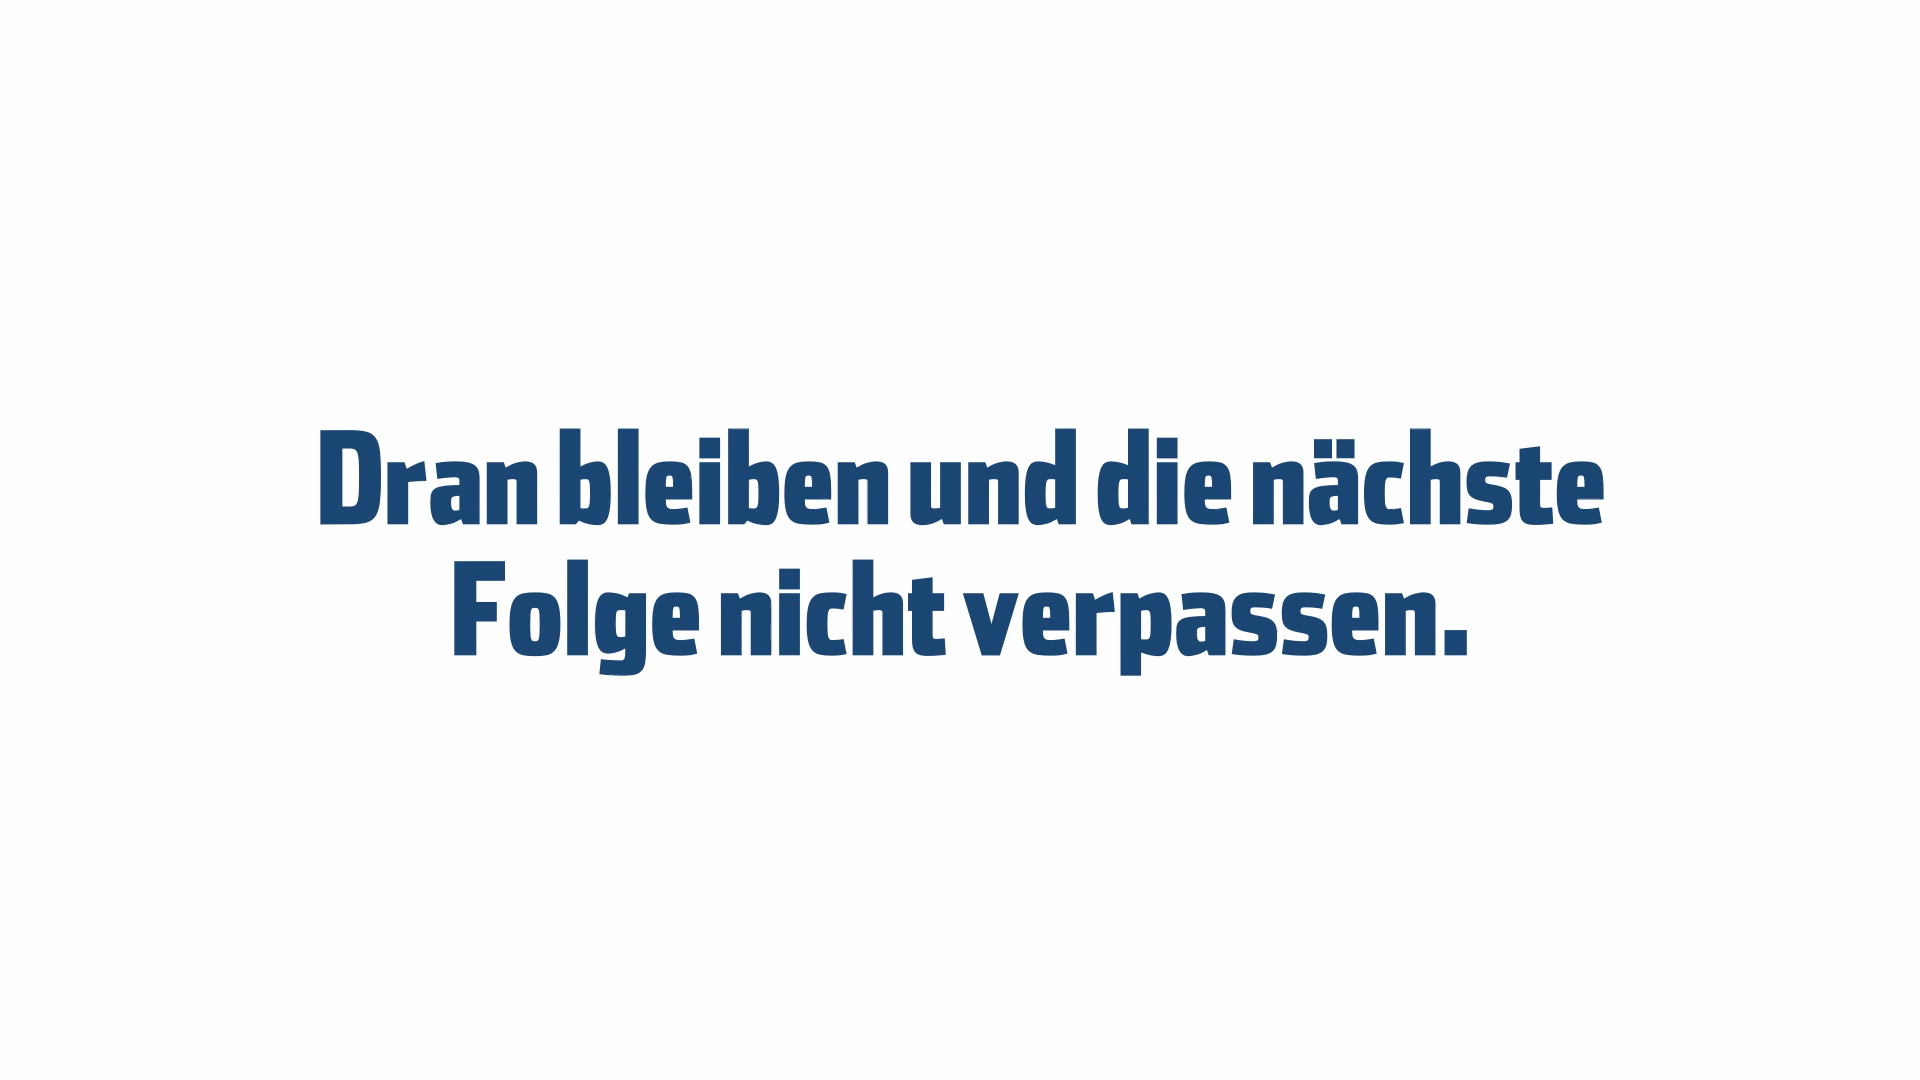 Dran bleiben und die nächste
Folge nicht verpassen.